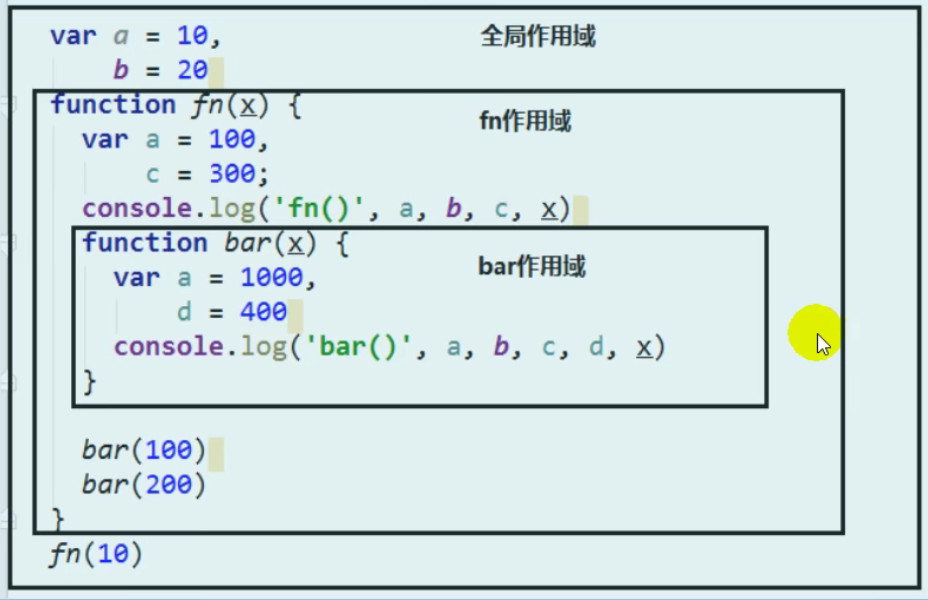 var a = 10, 全局作用域
    b = 20
function fn(x) {
  var a = 100, fn作用域
      c = 300;
  console.log('fn()', a, b, c, x)
  function bar(x) {
    var a = 1000, bar作用域
        d = 400
    console.log('bar()', a, b, c, d, x)
  }
  bar(100)
  bar(200)
}
fn(10)